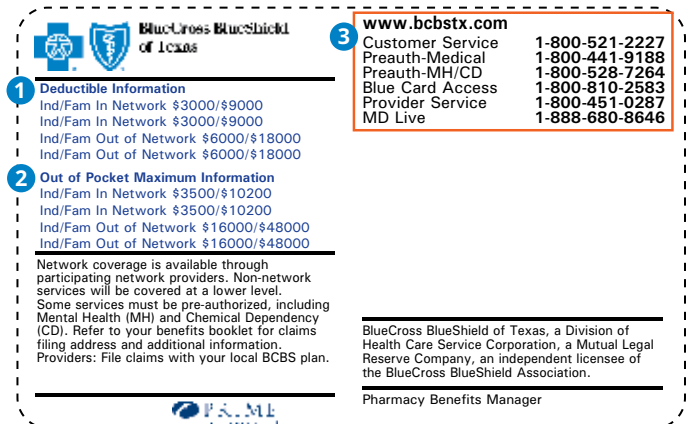 BlueCross BlueShield
of Texas
1
Deductible Information
Ind/Fam In Network $3000/$9000
Ind/Fam In Network $3000/$9000
Ind/Fam Out of Network $6000/$18000
Ind/Fam Out of Network $6000/$18000
2
Out of Pocket Maximum Information
Ind/Fam In Network $3500/$10200
Ind/Fam In Network $3500/$10200
Ind/Fam Out of Network $16000/$48000
Ind/Fam Out of Network $16000/$48000
Network coverage is available through
participating network providers. Non-network
services will be covered at a lower level.
Some services must be pre-authorized, including
Mental Health (MH) and Chemical Dependency
(CD). Refer to your benefits booklet for claims
filing address and additional information.
Providers: File claims with your local BCBS plan.
PRIME
3
www.bcbstx.com
Customer Service 1-800-521-2227
Preauth-Medical 1-800-441-9188
Preauth-MH/CD 1-800-528-7264
Blue Card Access 1-800-810-2583
Provider Service 1-800-451-0287
MD Live 1-888-680-8646
BlueCross BlueShield of Texas, a Division of
Health Care Service Corporation, a Mutual Legal
Reserve Company, an independent licensee of
the BlueCross BlueShield Association.
Pharmacy Benefits Manager